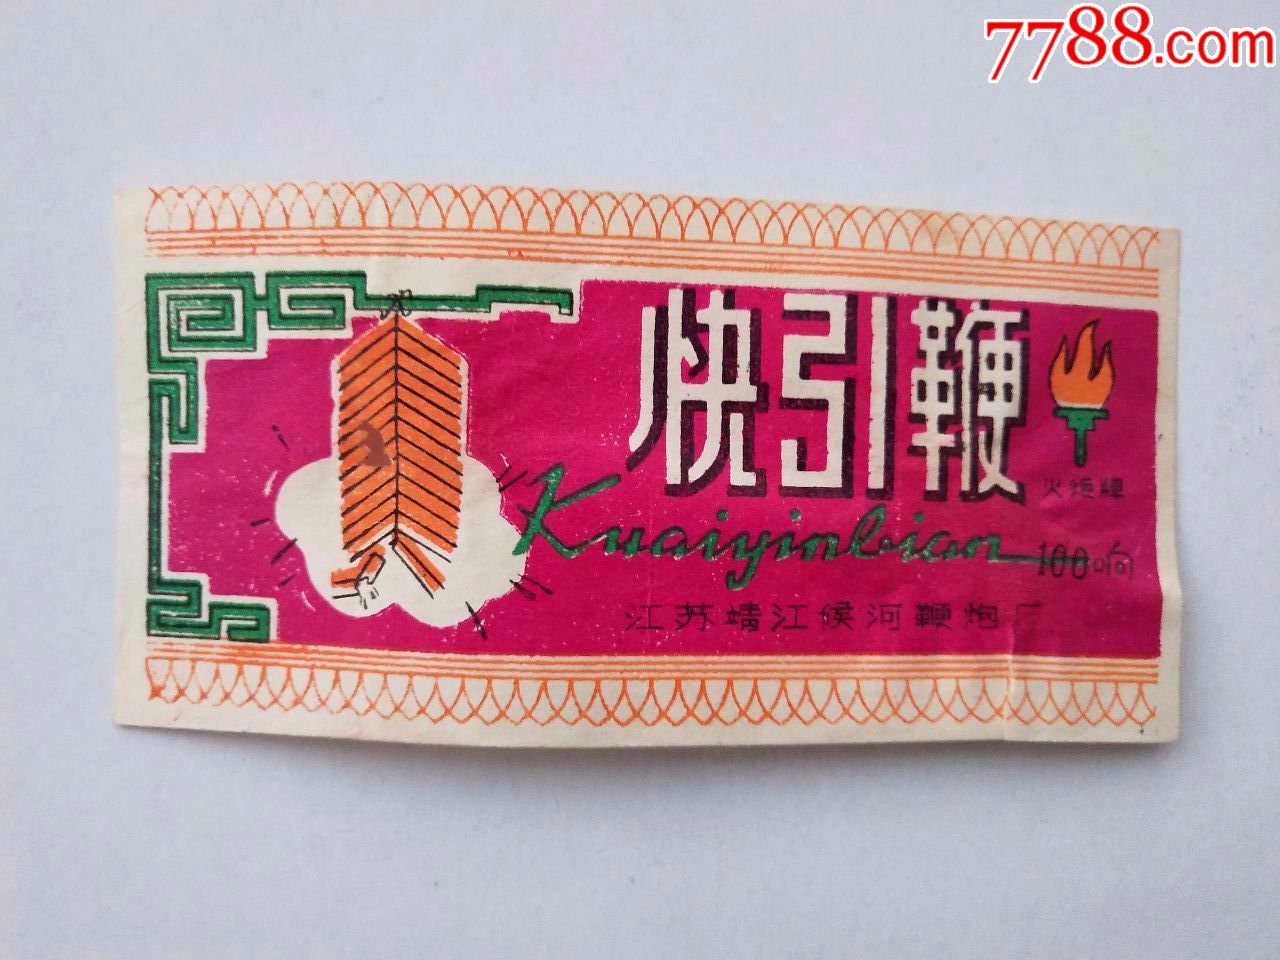 7788.com
快引鞭
火炬牌
Kuaiyinbian
100响
江苏靖江候河鞭炮厂